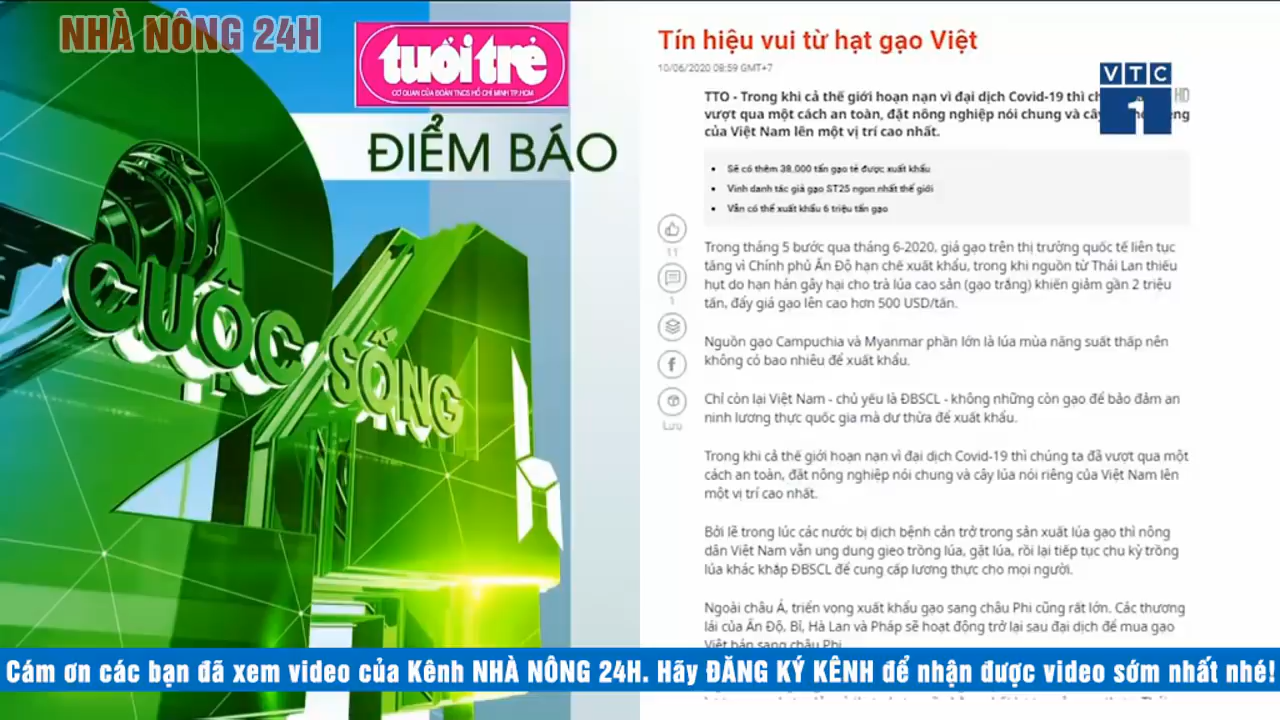 NHÀ NÔNG 24H
tuổi trẻ
CƠ QUAN CỦA ĐOÀN TNCS HỒ CHÍ MINH TP.HCM
ĐIỂM BÁO
CUỘC SỐNG
24h
Tín hiệu vui từ hạt gạo Việt
10/06/2020 08:59 GMT+7
VTC
1
HD
TTO - Trong khi cả thế giới hoạn nạn vì đại dịch Covid-19 thì
vượt qua một cách an toàn, đặt nông nghiệp nói chung và cây
của Việt Nam lên một vị trí cao nhất.
Sẽ có thêm 38.000 tấn gạo tẻ được xuất khẩu
Vinh danh tác giả gạo ST25 ngon nhất thế giới
Vẫn có thể xuất khẩu 6 triệu tấn gạo
11
1
Lưu
Trong tháng 5 bước qua tháng 6-2020, giá gạo trên thị trường quốc tế liên tục
tăng vì Chính phủ Ấn Độ hạn chế xuất khẩu, trong khi nguồn từ Thái Lan thiếu
hụt do hạn hán gây hại cho trà lúa cao sản (gạo trắng) khiến giảm gần 2 triệu
tấn, đẩy giá gạo lên cao hơn 500 USD/tấn.
Nguồn gạo Campuchia và Myanmar phần lớn là lúa mùa năng suất thấp nên
không có bao nhiêu để xuất khẩu.
Chỉ còn lại Việt Nam - chủ yếu là ĐBSCL - không những còn gạo để bảo đảm an
ninh lương thực quốc gia mà dư thừa để xuất khẩu.
Trong khi cả thế giới hoạn nạn vì đại dịch Covid-19 thì chúng ta đã vượt qua một
cách an toàn, đặt nông nghiệp nói chung và cây lúa nói riêng của Việt Nam lên
một vị trí cao nhất.
Bởi lẽ trong lúc các nước bị dịch bệnh cản trở trong sản xuất lúa gạo thì nông
dân Việt Nam vẫn ung dung gieo trồng lúa, gặt lúa, rồi lại tiếp tục chu kỳ trồng
lúa khác khắp ĐBSCL để cung cấp lương thực cho mọi người.
Ngoài châu Á, triển vọng xuất khẩu gạo sang châu Phi cũng rất lớn. Các thương
lái của Ấn Độ, Bỉ, Hà Lan và Pháp sẽ hoạt động trở lại sau đại dịch để mua gạo
Việt bán sang châu Phi.
Cám ơn các bạn đã xem video của Kênh NHÀ NÔNG 24H. Hãy ĐĂNG KÝ KÊNH để nhận được video sớm nhất nhé!